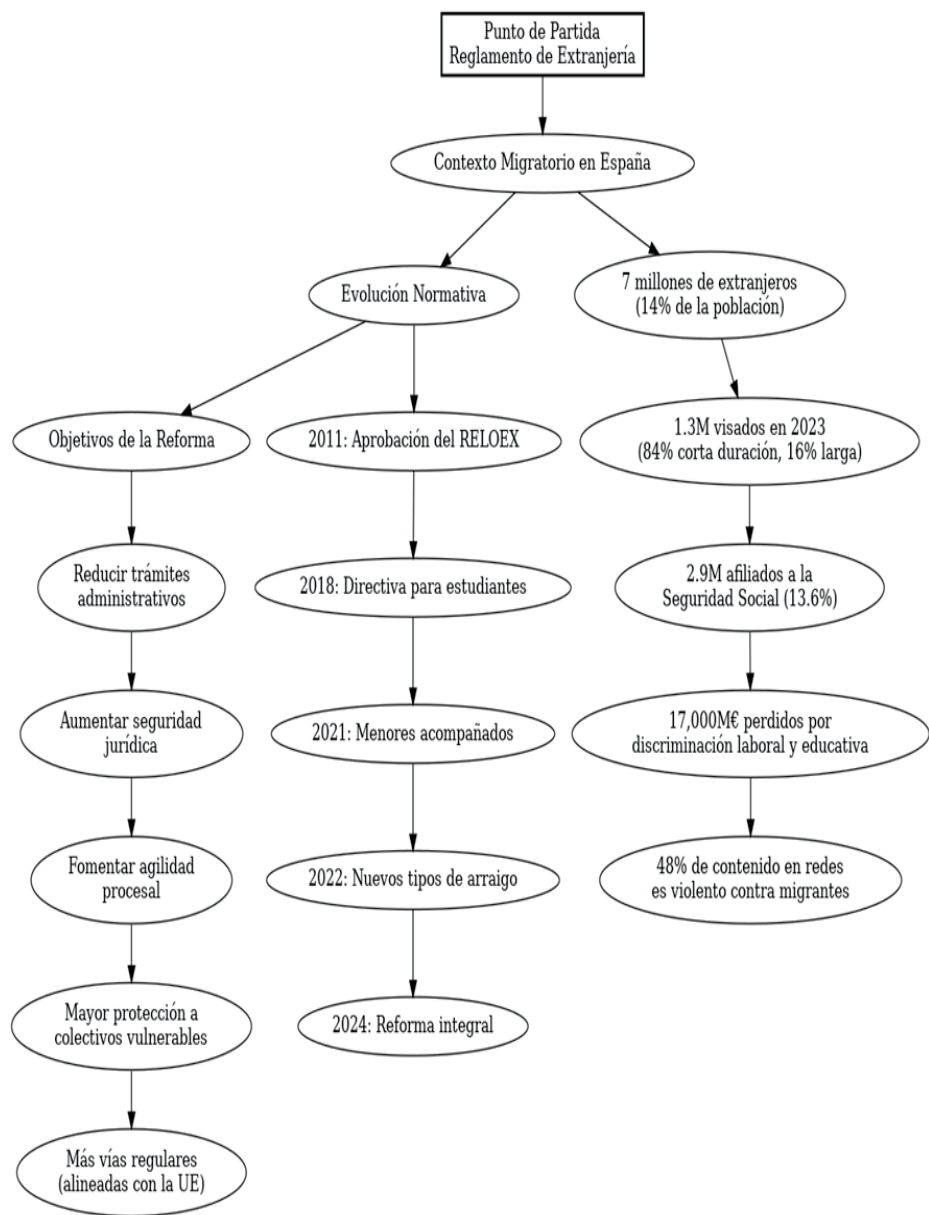 Punto de Partida
Reglamento de Extranjería
Contexto Migratorio en España
Evolución Normativa
7 millones de extranjeros
(14% de la población)
Objetivos de la Reforma
2011: Aprobación del RELOEX
1.3M visados en 2023
(84% corta duración, 16% larga)
Reducir trámites
administrativos
2018: Directiva para estudiantes
2.9M afiliados a la
Seguridad Social (13.6%)
Aumentar seguridad
jurídica
2021: Menores acompañados
17,000M€ perdidos por
discriminación laboral y educativa
Fomentar agilidad
procesal
2022: Nuevos tipos de arraigo
48% de contenido en redes
es violento contra migrantes
Mayor protección a
colectivos vulnerables
2024: Reforma integral
Más vías regulares
(alineadas con la UE)